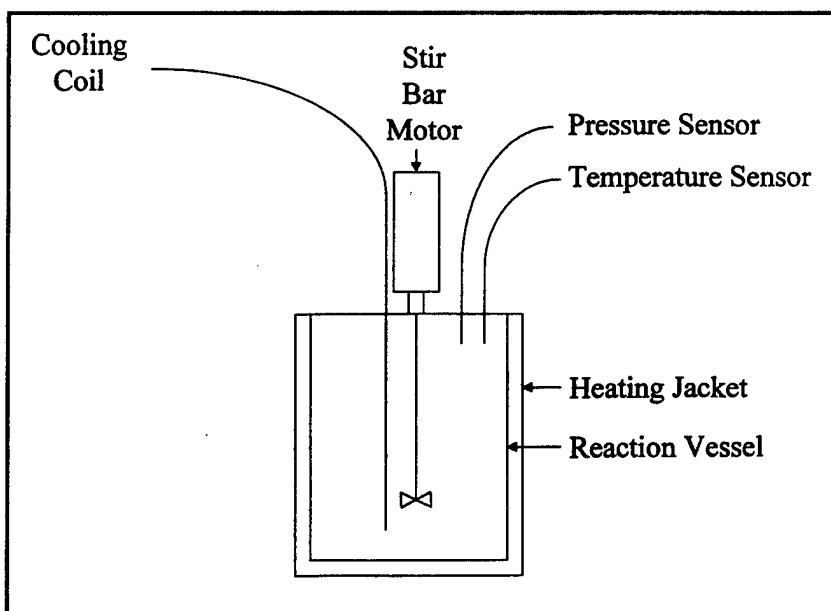 Cooling
Coil
Stir
Bar
Motor
Pressure Sensor
Temperature Sensor
Heating Jacket
Reaction Vessel